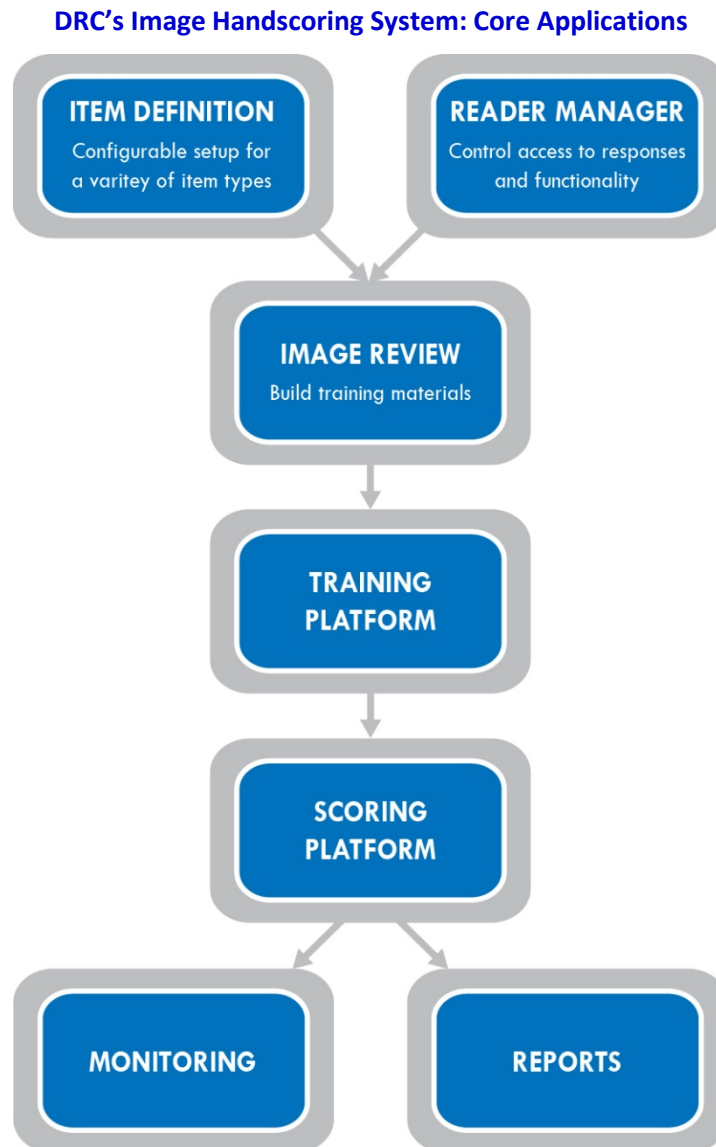 DRC’s Image Handscoring System: Core Applications
ITEM DEFINITION
Configurable setup for
a varitey of item types
READER MANAGER
Control access to responses
and functionality
IMAGE REVIEW
Build training materials
TRAINING
PLATFORM
SCORING
PLATFORM
MONITORING
REPORTS